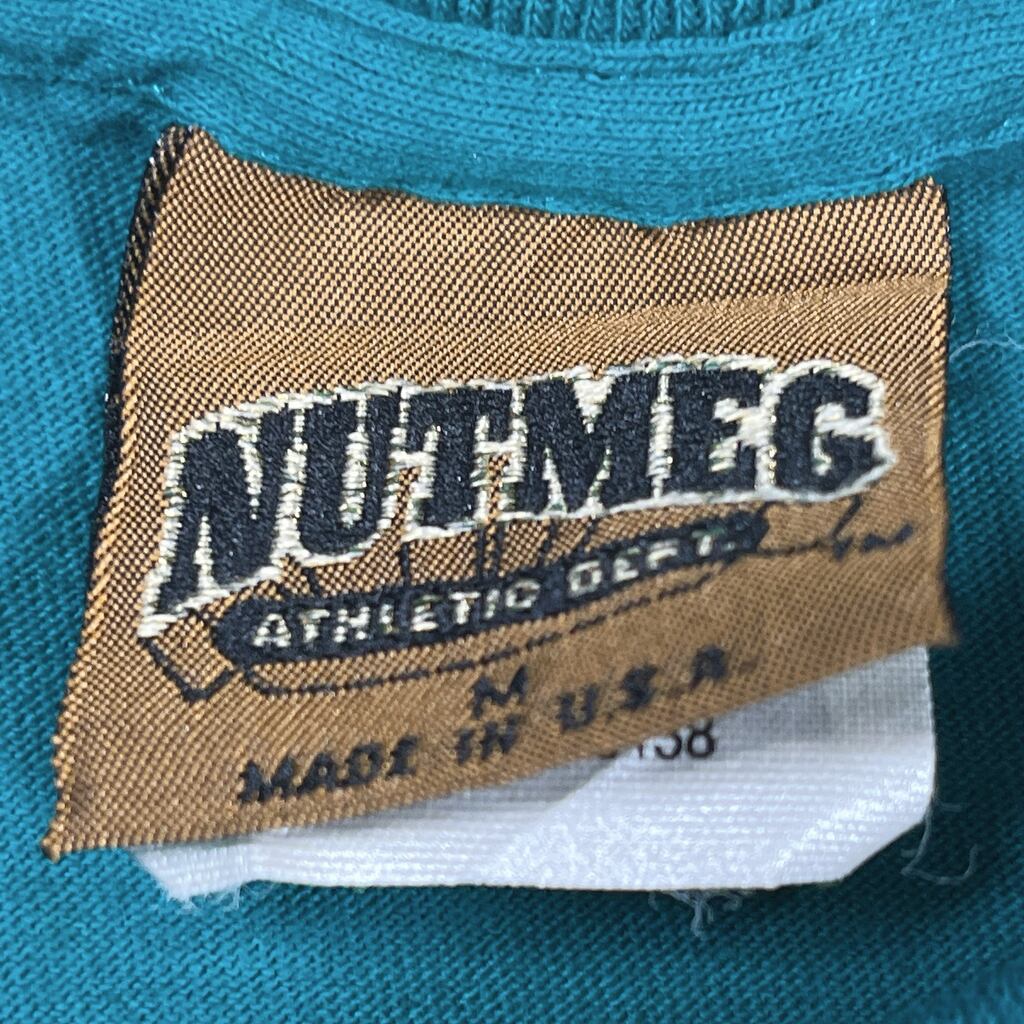 NUTMEG
ATHLETIC DEPT.
M
MADE IN U.S.A.